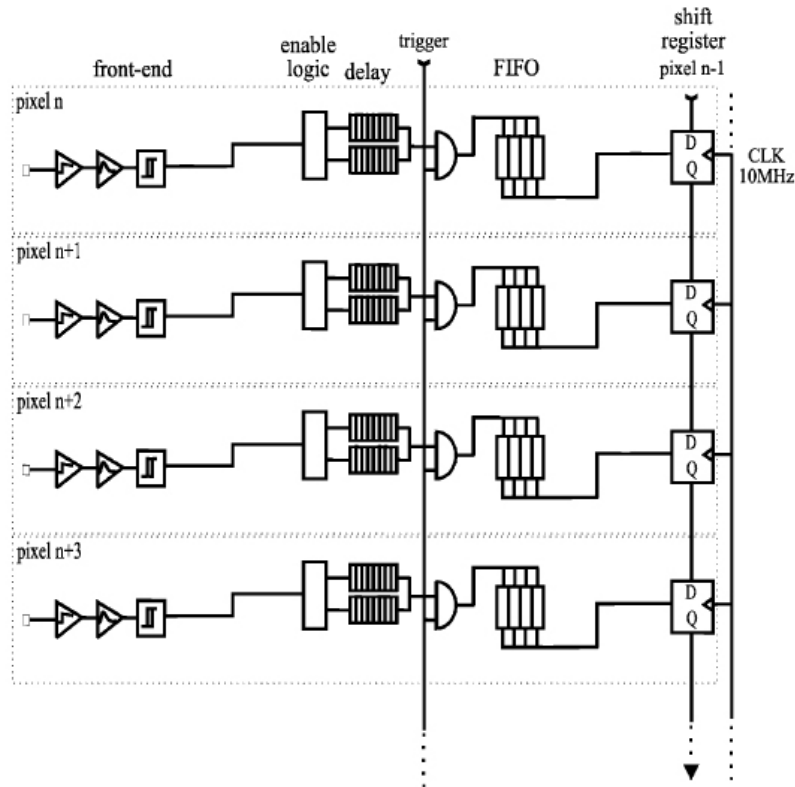 front-end
enable
logic
delay
trigger
FIFO
shift
register
pixel n-1
pixel n
D
Q
CLK
10MHz
pixel n+1
D
Q
pixel n+2
D
Q
pixel n+3
D
Q